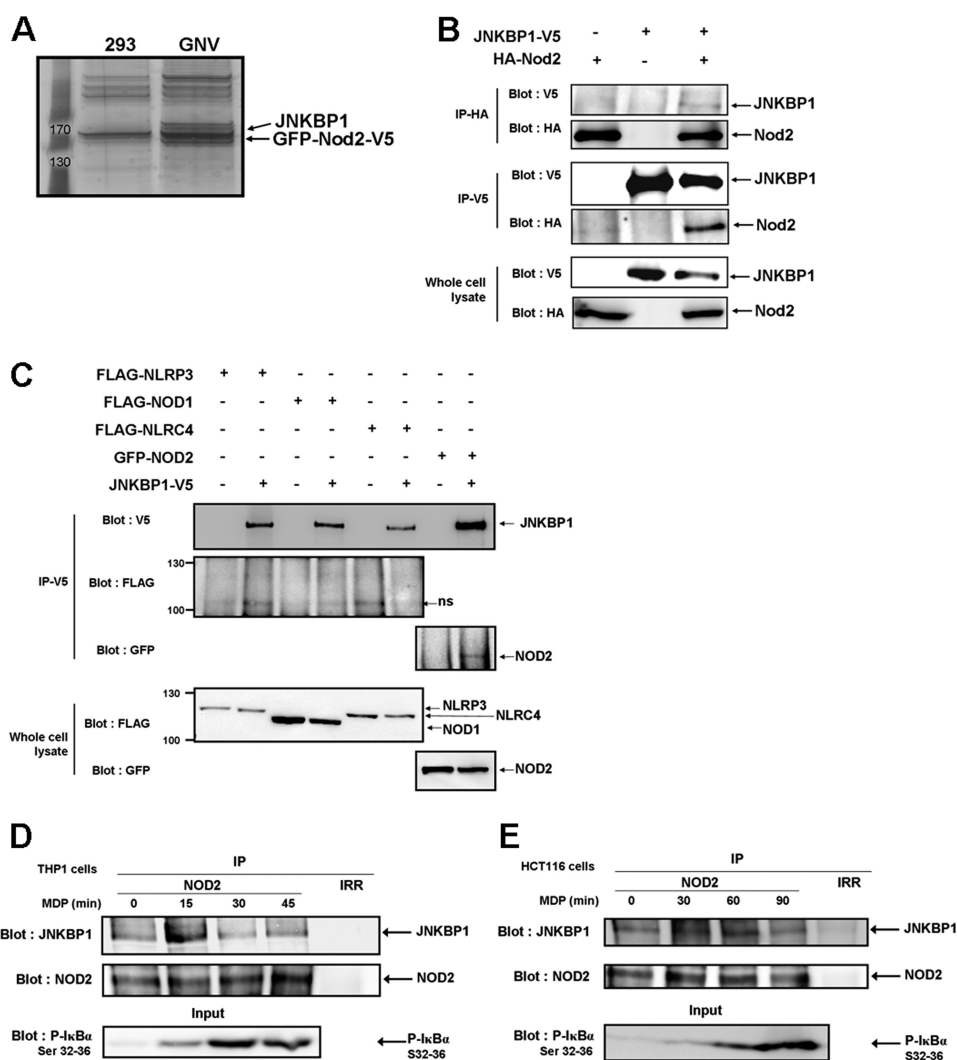 A
293 GNV
170
130
JNKBP1
GFP-Nod2-V5
B
JNKBP1-V5 - + +
HA-Nod2 + - +
IP-HA
Blot : V5 JNKBP1
Blot : HA Nod2
IP-V5
Blot : V5 JNKBP1
Blot : HA Nod2
Whole cell lysate
Blot : V5 JNKBP1
Blot : HA Nod2
C
FLAG-NLRP3 + + - - - - - -
FLAG-NOD1 - - + + - - - -
FLAG-NLRC4 - - - - + + - -
GFP-NOD2 - - - - - - + +
JNKBP1-V5 - + - + - + - +
IP-V5
Blot : V5 JNKBP1
130
Blot : FLAG
100 ns
Blot : GFP NOD2
Whole cell lysate
130
Blot : FLAG
100
NLRP3
NLRC4
NOD1
Blot : GFP NOD2
D
THP1 cells IP
NOD2 IRR
MDP (min) 0 15 30 45
Blot : JNKBP1 JNKBP1
Blot : NOD2 NOD2
Input
Blot : P-IκBα P-IκBα
Ser 32-36 S32-36
E
HCT116 cells IP
NOD2 IRR
MDP (min) 0 30 60 90
Blot : JNKBP1 JNKBP1
Blot : NOD2 NOD2
Input
Blot : P-IκBα P-IκBα
Ser 32-36 S32-36